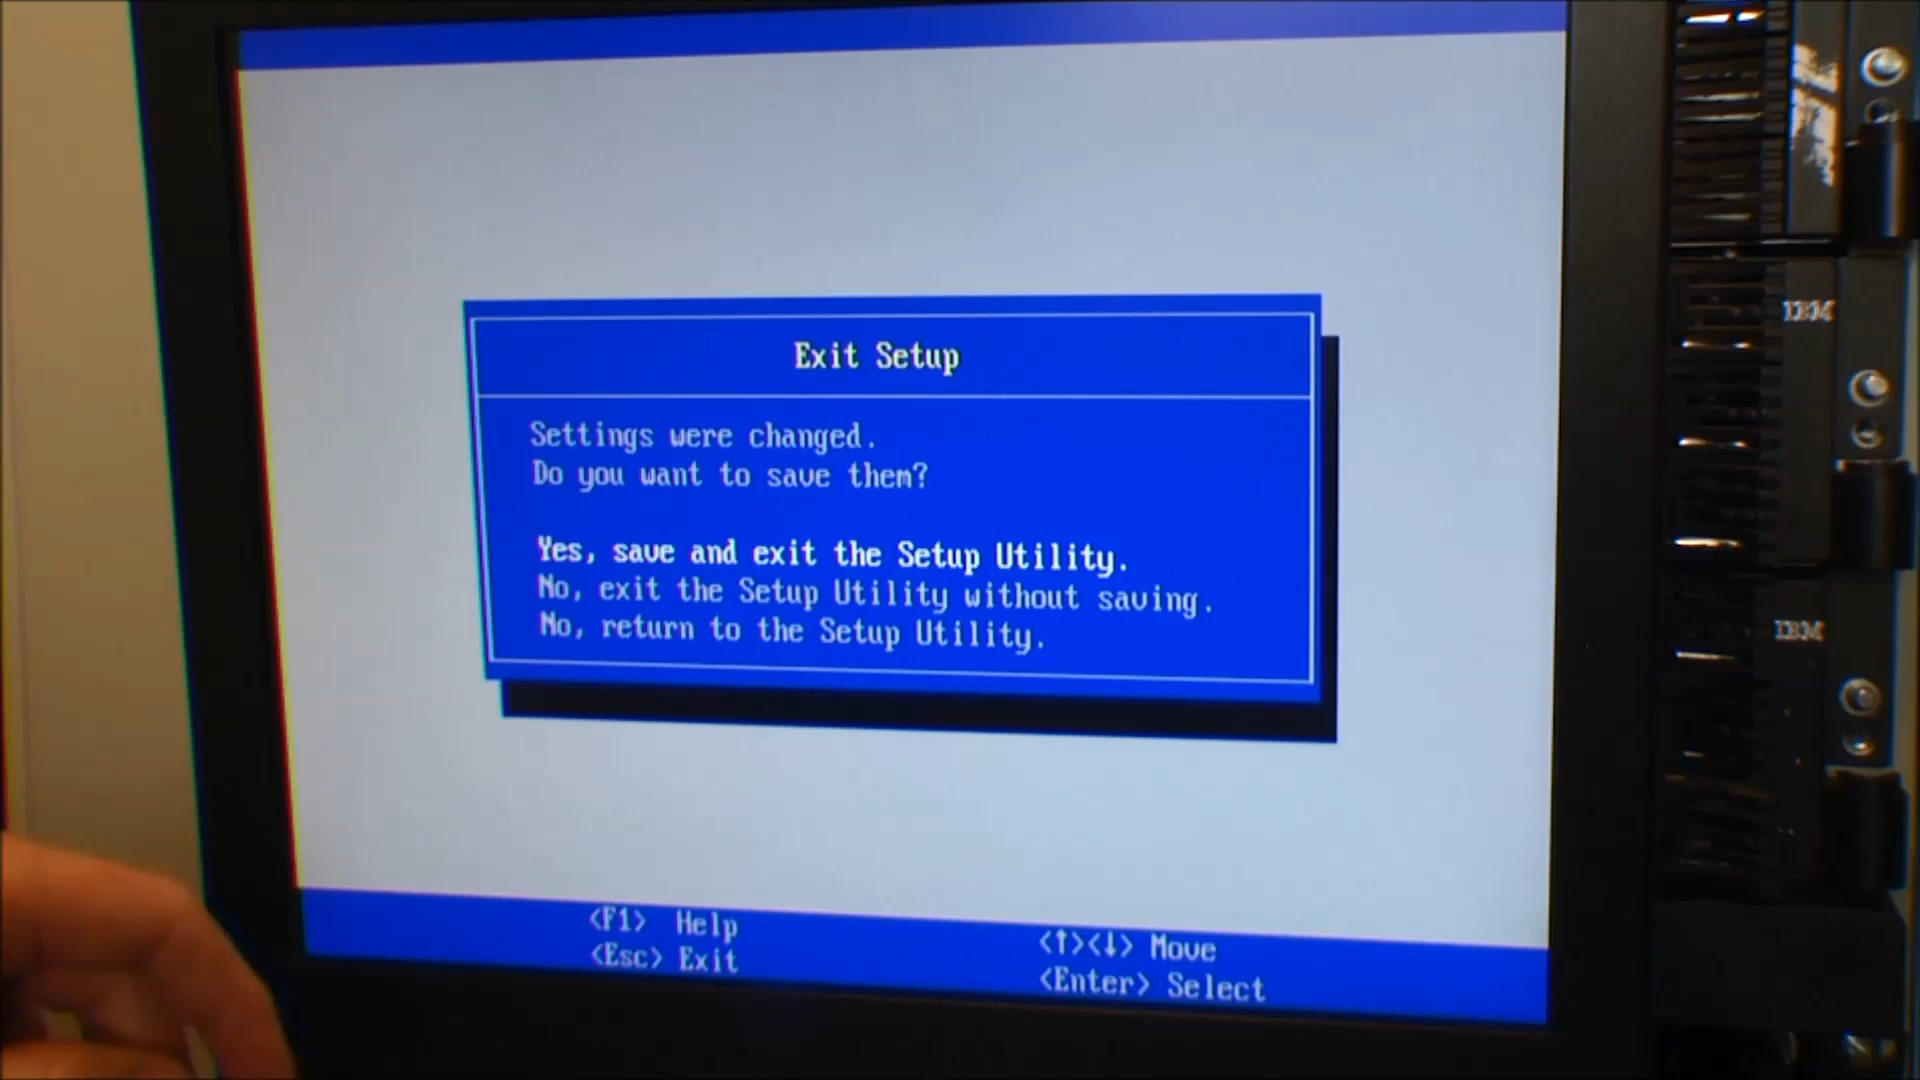 Exit Setup
Settings were changed.
Do you want to save them?
Yes, save and exit the Setup Utility.
No, exit the Setup Utility without saving.
No, return to the Setup Utility.
<F1> Help
<Esc> Exit
<↑><↓> Move
<Enter> Select
IBM
IBM